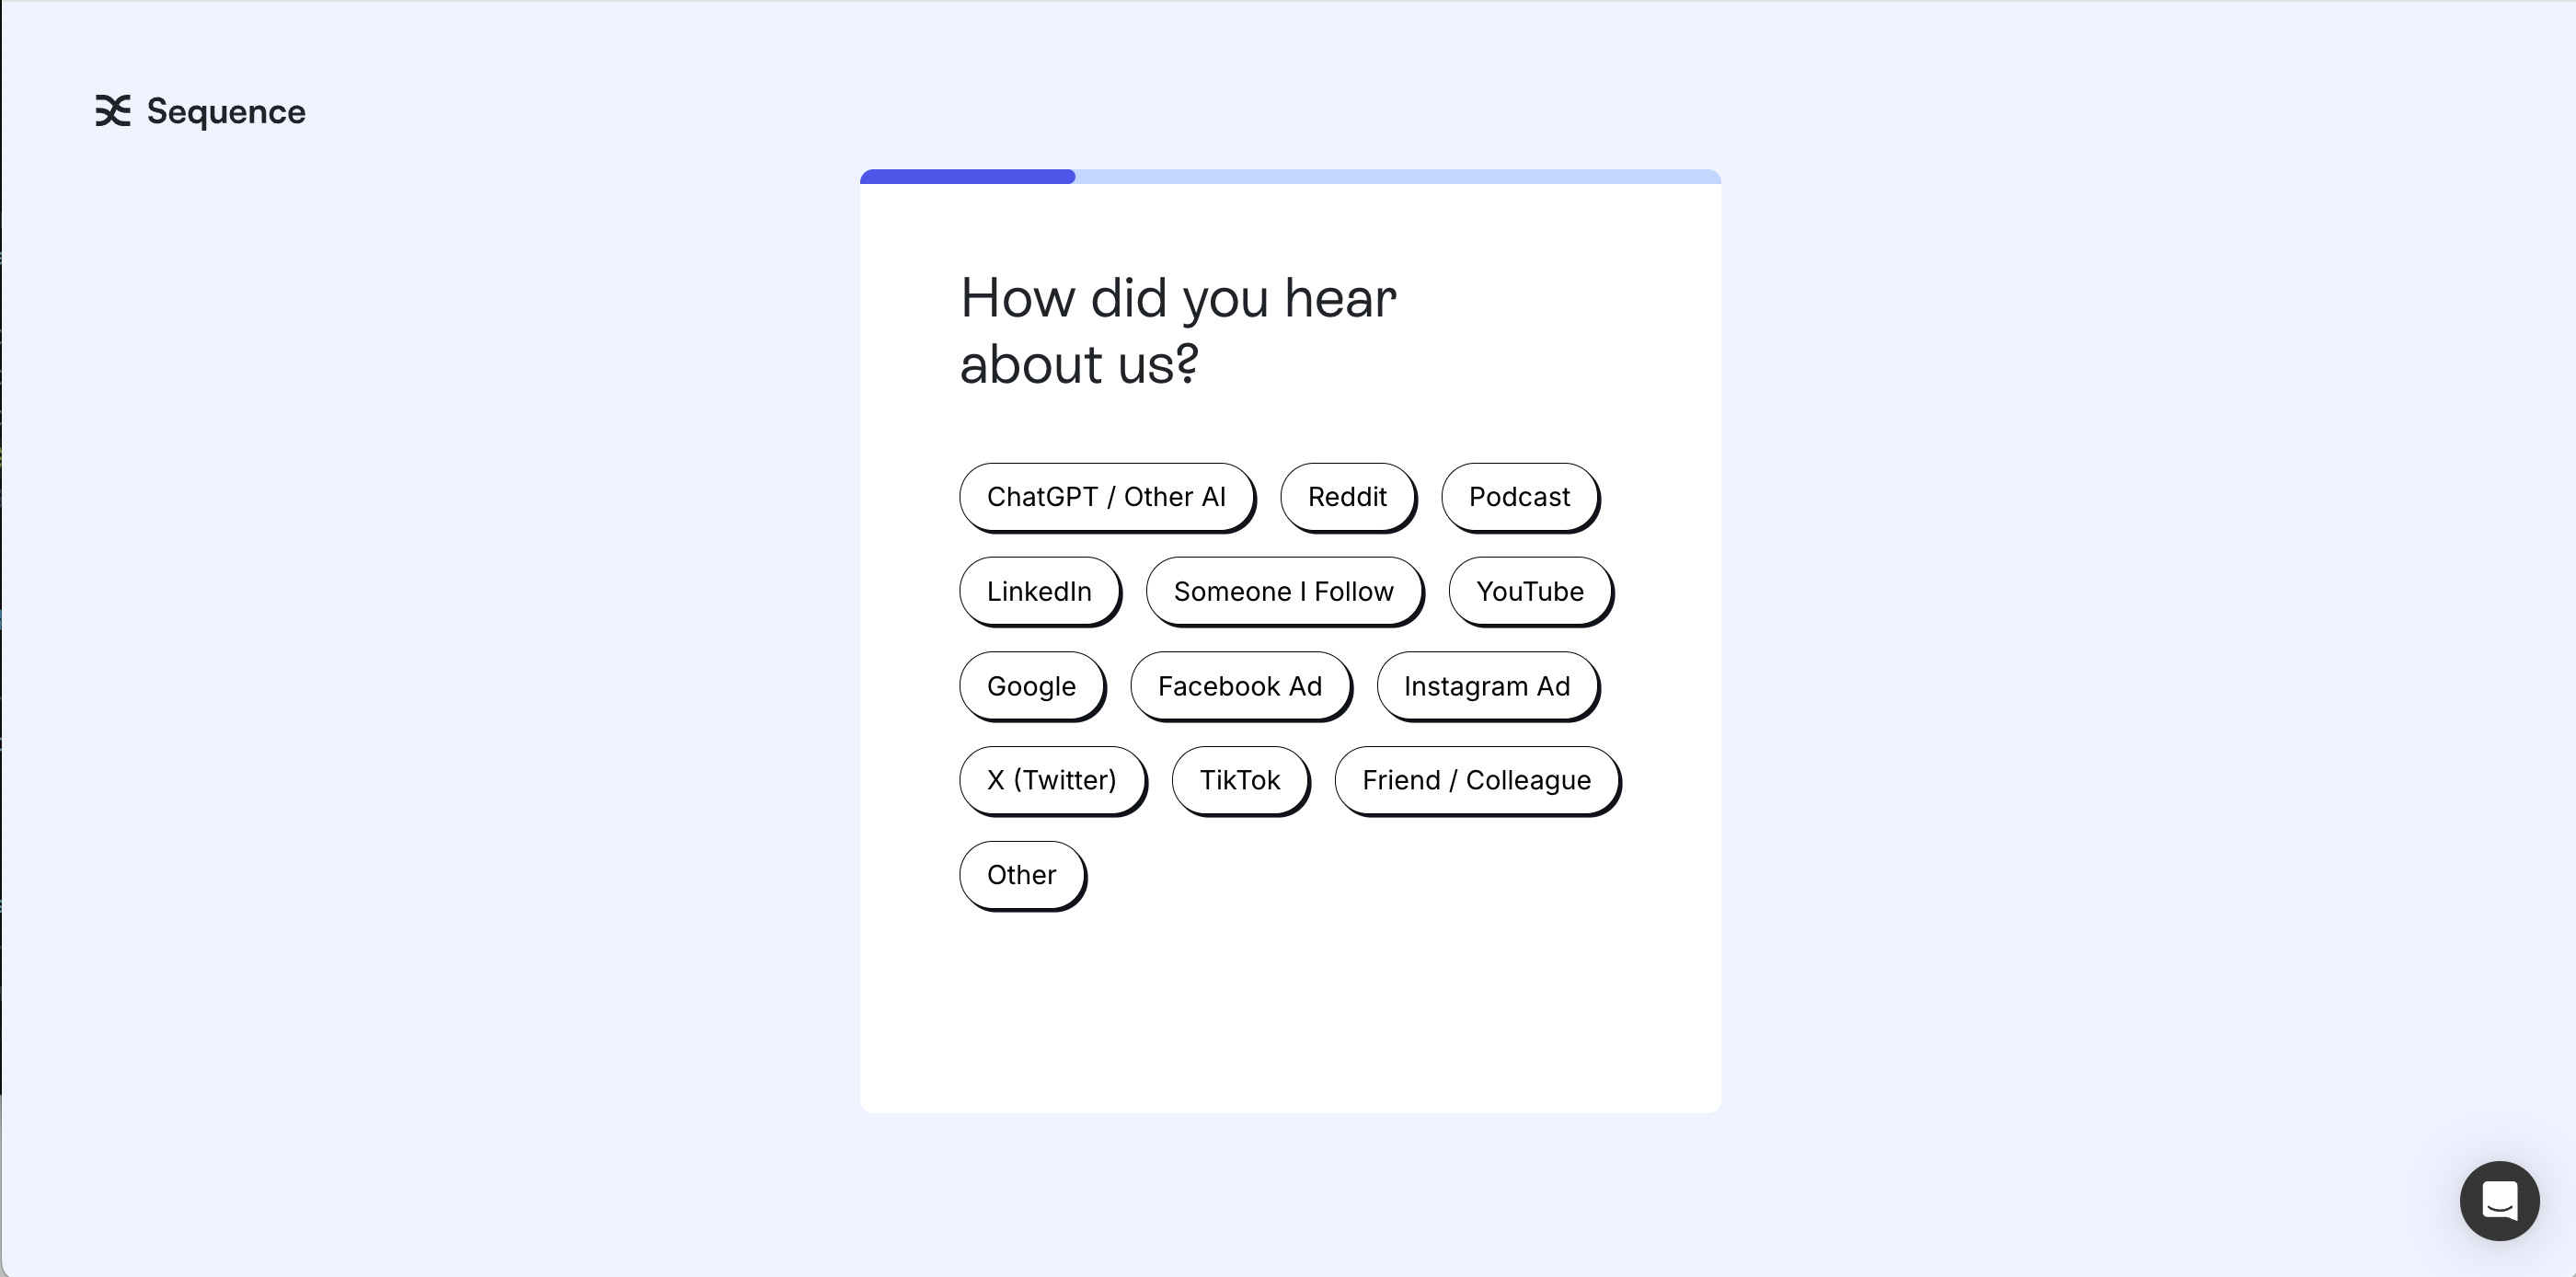 Sequence
How did you hear
about us?
ChatGPT / Other AI
Reddit
Podcast
LinkedIn
Someone I Follow
YouTube
Google
Facebook Ad
Instagram Ad
X (Twitter)
TikTok
Friend / Colleague
Other